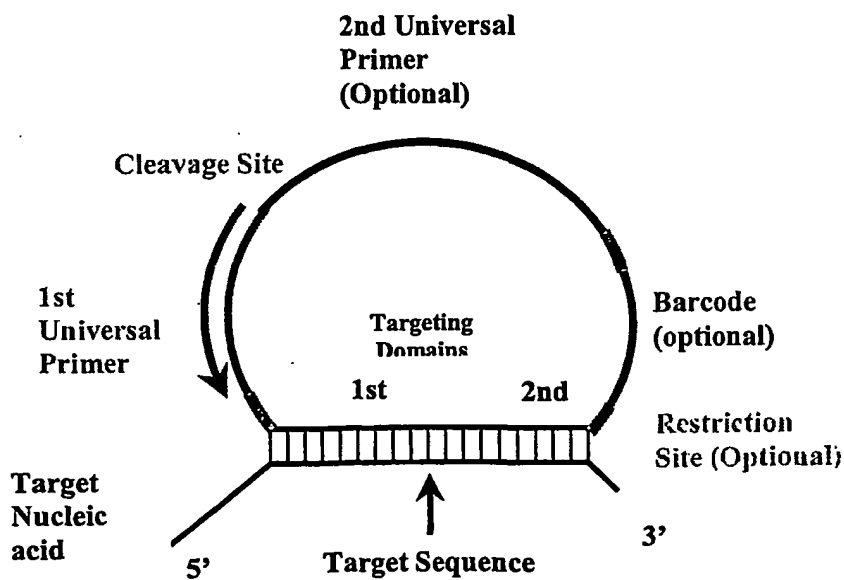 2nd Universal
Primer
(Optional)
Cleavage Site
1st
Universal
Primer
Targeting
Domains
1st
2nd
Barcode
(optional)
Restriction
Site (Optional)
Target
Nucleic
acid
5'
Target Sequence
3'